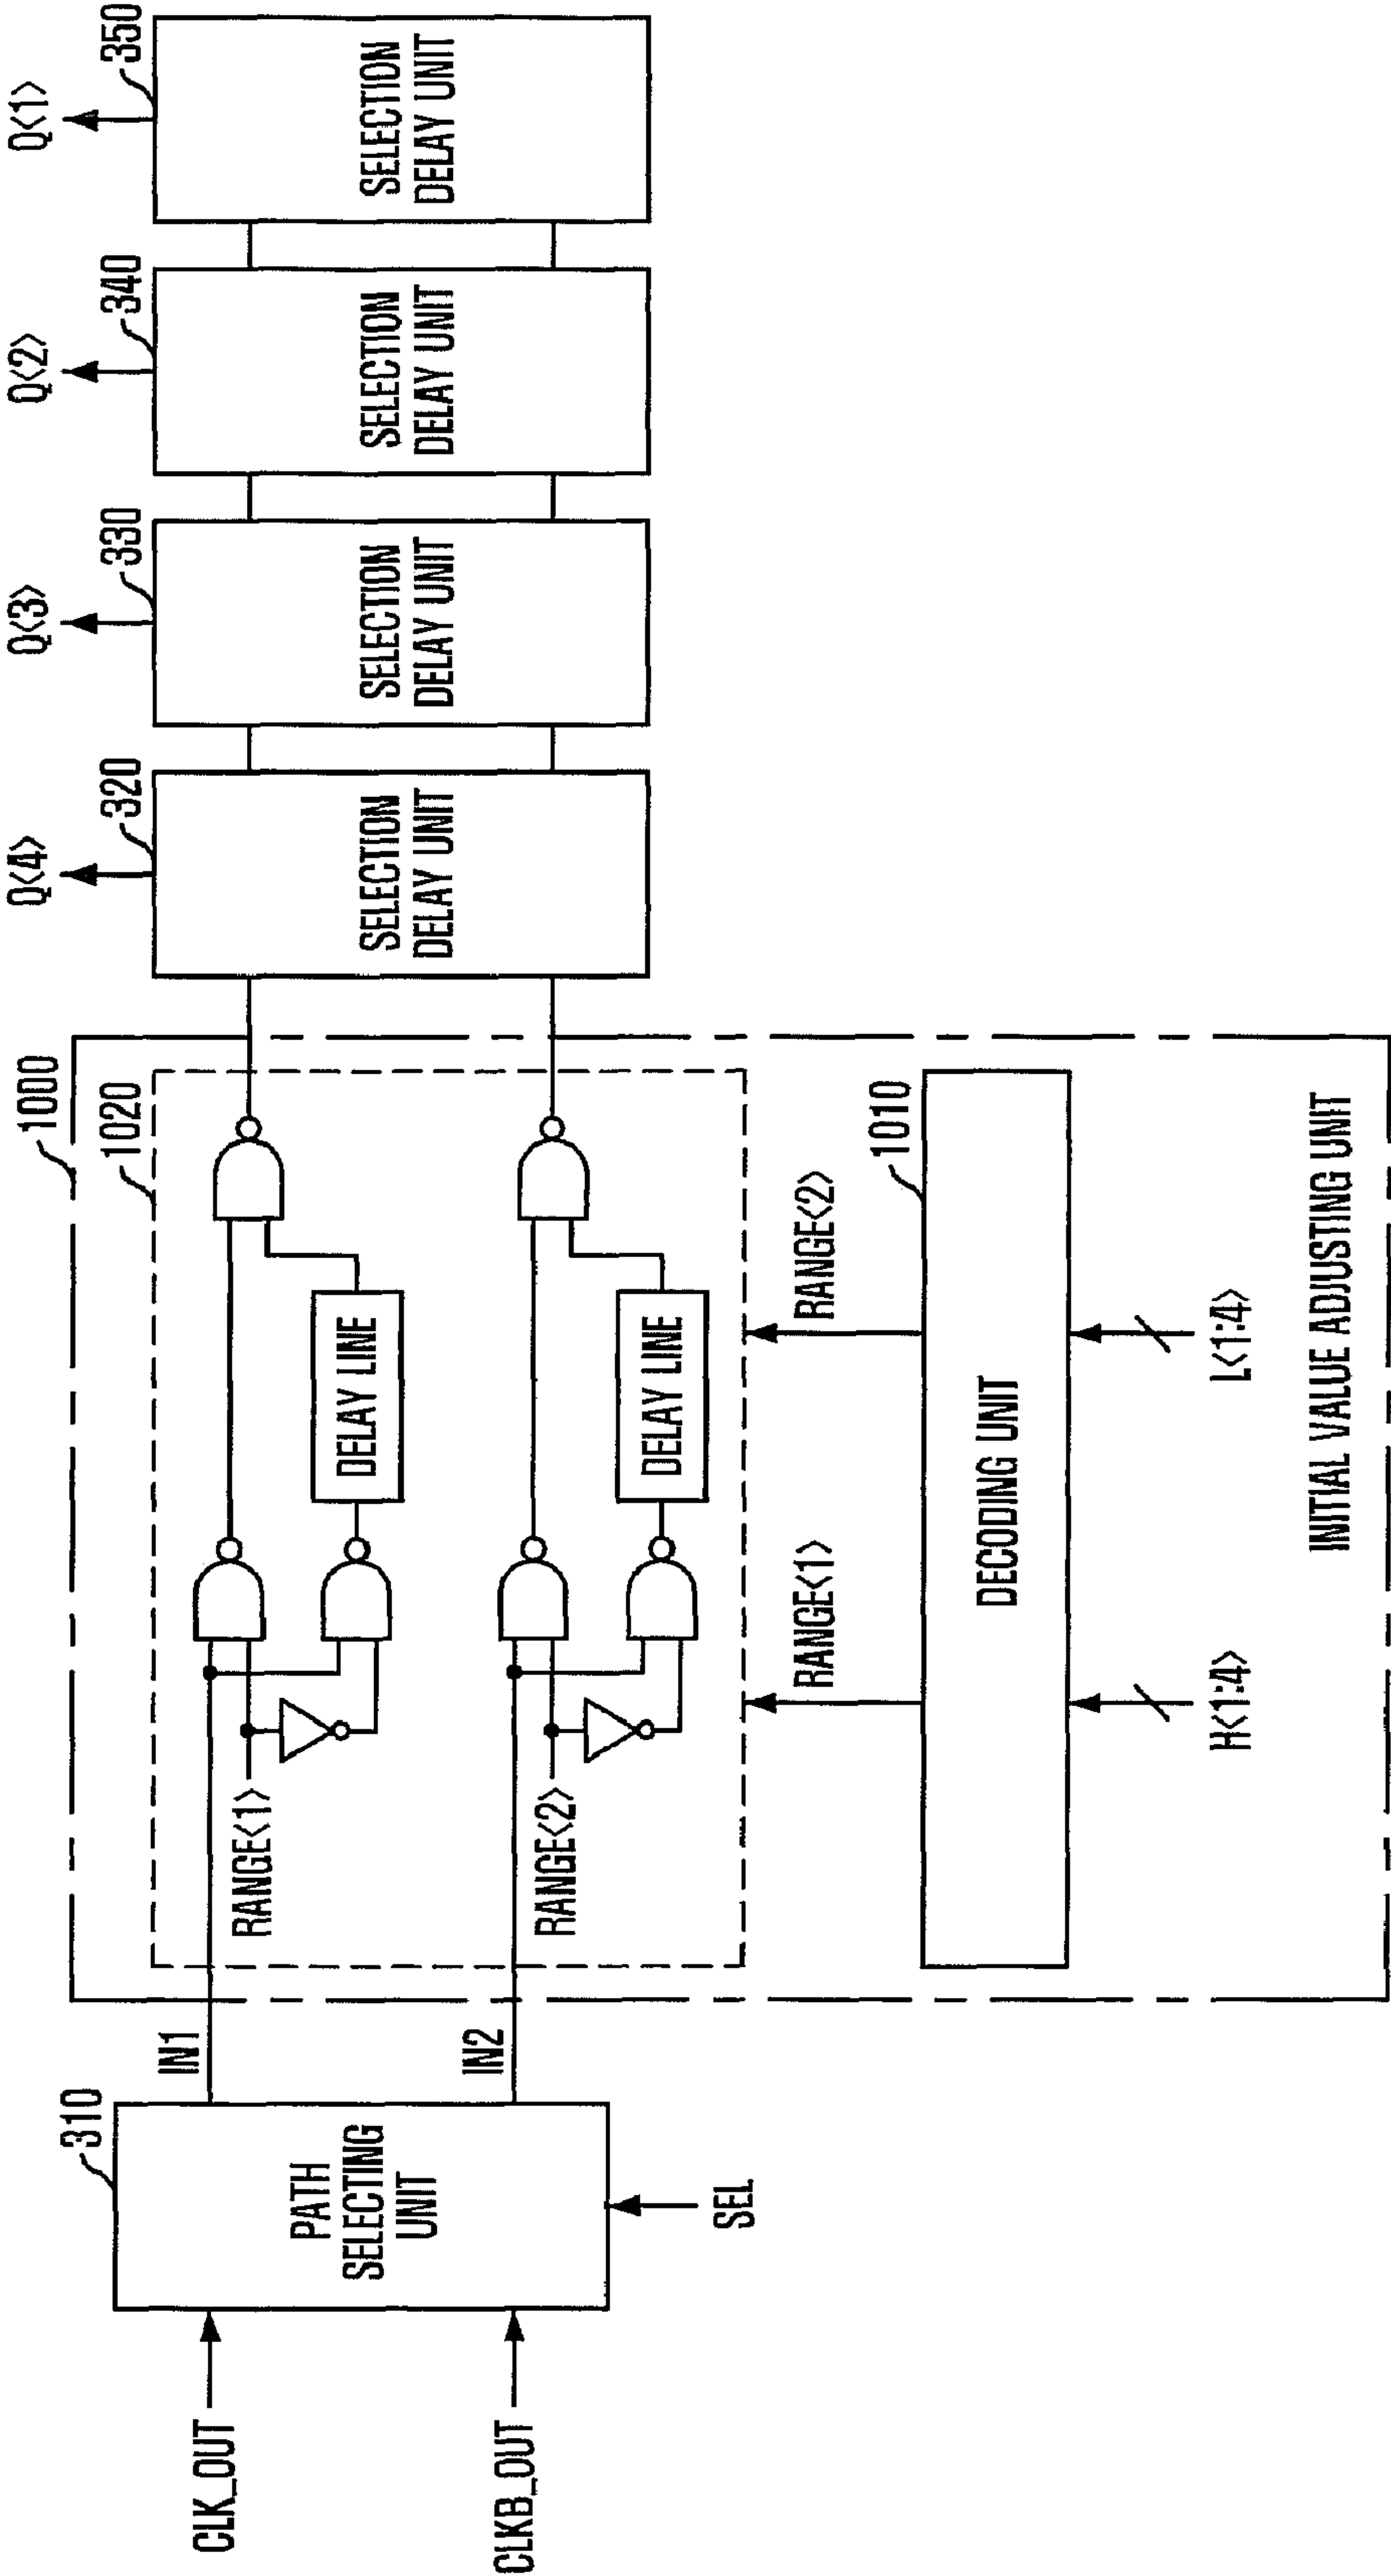 CLK_OUT
CLKB_OUT
310
PATH
SELECTING
UNIT
SEL
IN1
IN2
1000
1020
RANGE<1>
DELAY LINE
RANGE<2>
DELAY LINE
RANGE<1>
RANGE<2>
1010
DECODING UNIT
H<1:4>
L<1:4>
INITIAL VALUE ADJUSTING UNIT
Q<4>
320
SELECTION
DELAY UNIT
Q<3>
330
SELECTION
DELAY UNIT
Q<2>
340
SELECTION
DELAY UNIT
Q<1>
350
SELECTION
DELAY UNIT